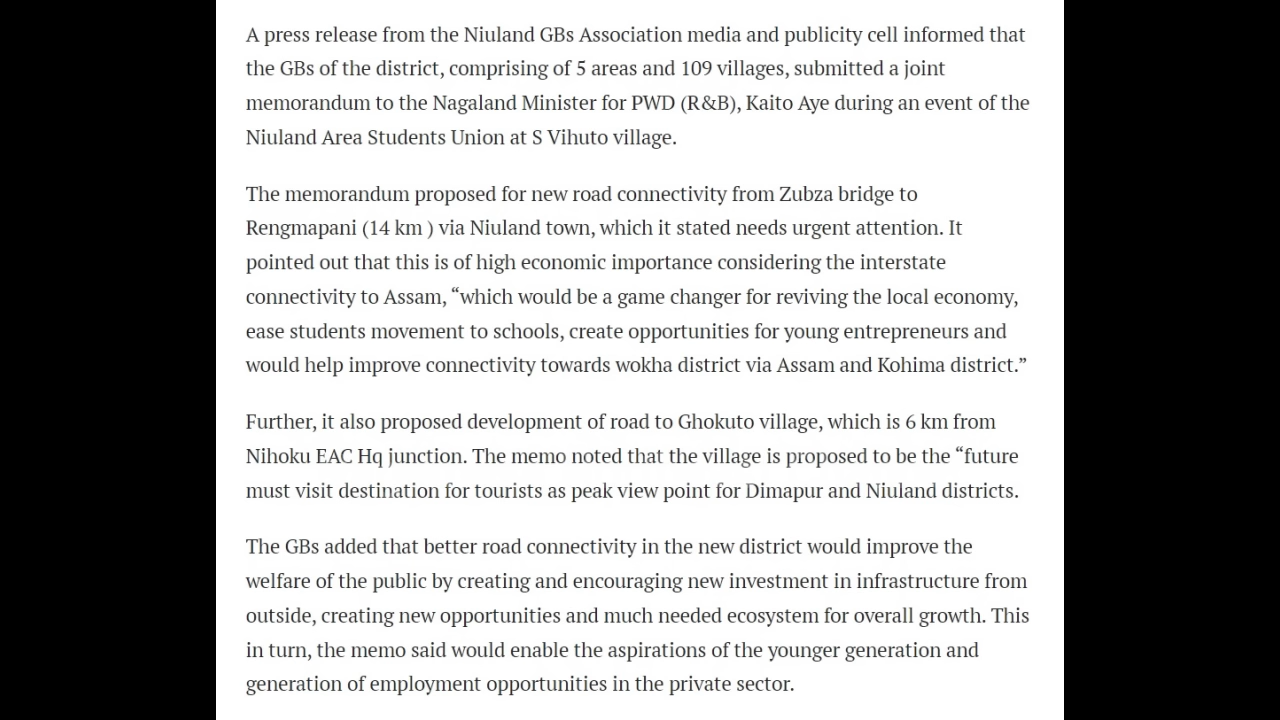 A press release from the Niuland GBs Association media and publicity cell informed that
the GBs of the district, comprising of 5 areas and 109 villages, submitted a joint
memorandum to the Nagaland Minister for PWD (R&B), Kaito Aye during an event of the
Niuland Area Students Union at S Vihuto village.
The memorandum proposed for new road connectivity from Zubza bridge to
Rengmapani (14 km ) via Niuland town, which it stated needs urgent attention. It
pointed out that this is of high economic importance considering the interstate
connectivity to Assam, “which would be a game changer for reviving the local economy,
ease students movement to schools, create opportunities for young entrepreneurs and
would help improve connectivity towards wokha district via Assam and Kohima district.”
Further, it also proposed development of road to Ghokuto village, which is 6 km from
Nihoku EAC Hq junction. The memo noted that the village is proposed to be the “future
must visit destination for tourists as peak view point for Dimapur and Niuland districts.
The GBs added that better road connectivity in the new district would improve the
welfare of the public by creating and encouraging new investment in infrastructure from
outside, creating new opportunities and much needed ecosystem for overall growth. This
in turn, the memo said would enable the aspirations of the younger generation and
generation of employment opportunities in the private sector.